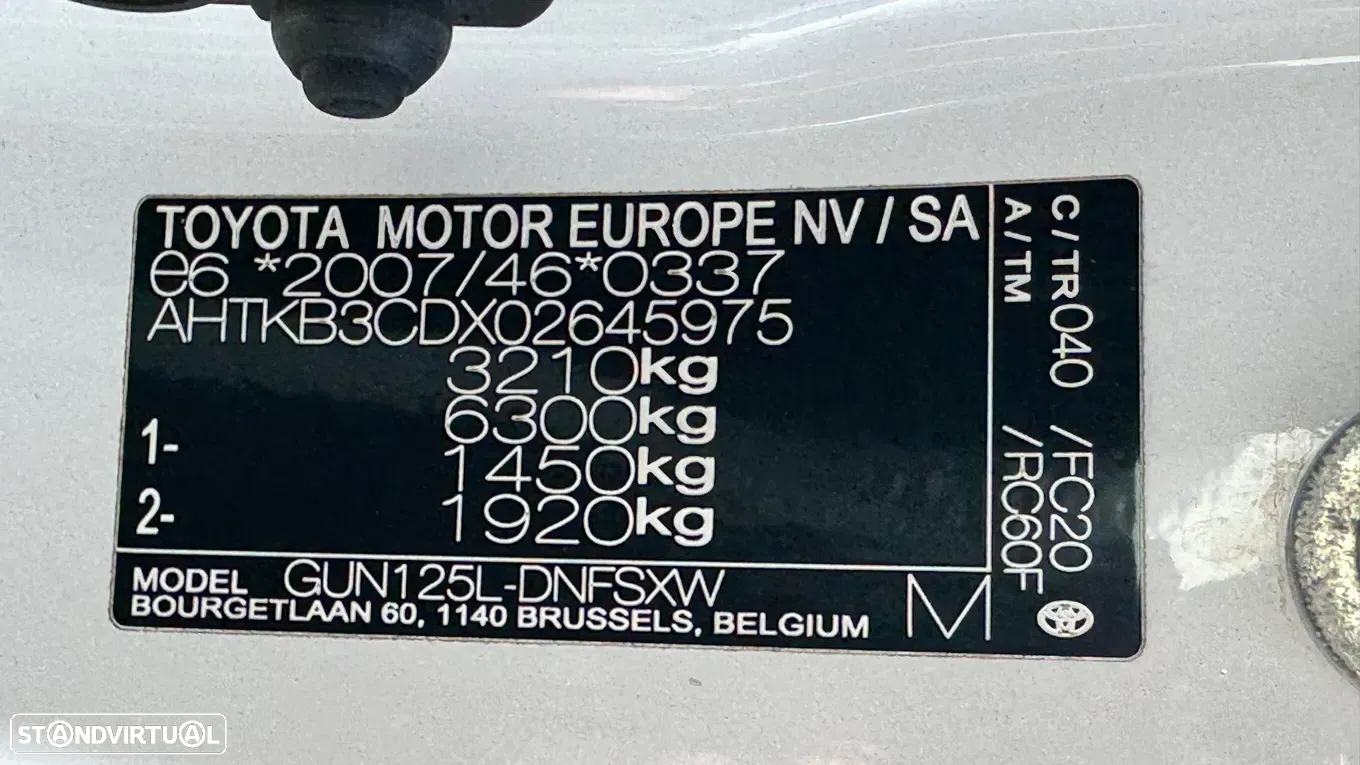 TOYOTA MOTOR EUROPE NV / SA
e6 *2007/46*0337
AHTKB3CDX02645975
3210kg
6300kg
1- 1450kg
2- 1920kg
MODEL GUN125L-DNFSXW
BOURGETLAAN 60, 1140 BRUSSELS, BELGIUM
M
C / TR040 /FC20
A / TM /RC60F
STANDVIRTUAL